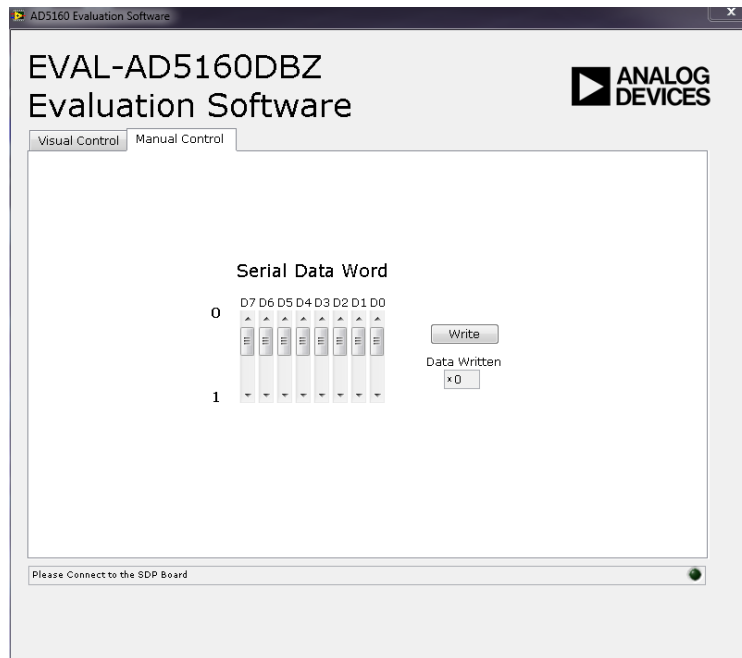 AD5160 Evaluation Software
x
EVAL-AD5160DBZ
Evaluation Software
ANALOG
DEVICES
Visual Control
Manual Control
Serial Data Word
D7 D6 D5 D4 D3 D2 D1 D0
0
1
Write
Data Written
x 0
Please Connect to the SDP Board